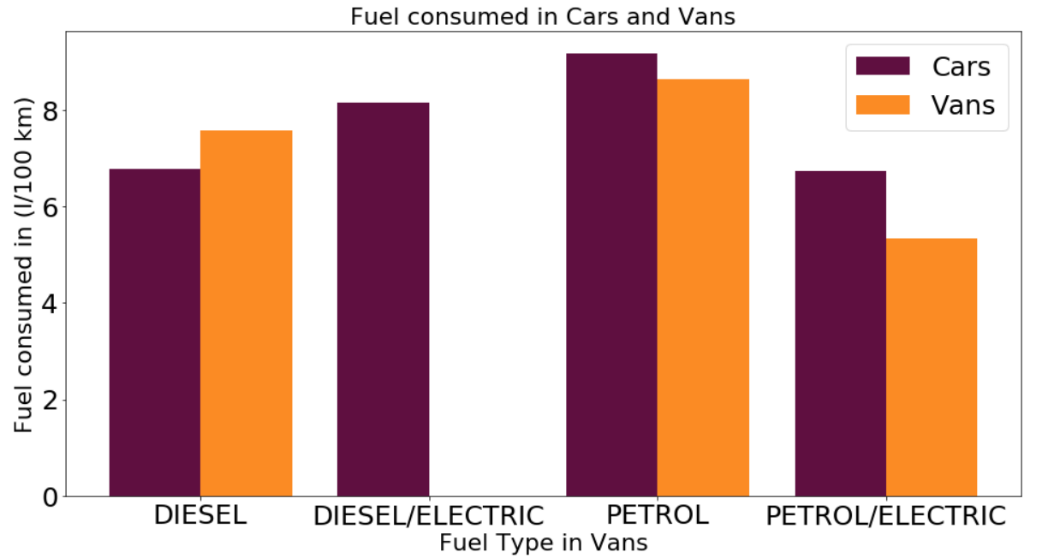 Fuel consumed in Cars and Vans
Fuel consumed in (l/100 km)
8
6
4
2
0
Cars
Vans
DIESEL DIESEL/ELECTRIC PETROL PETROL/ELECTRIC
Fuel Type in Vans